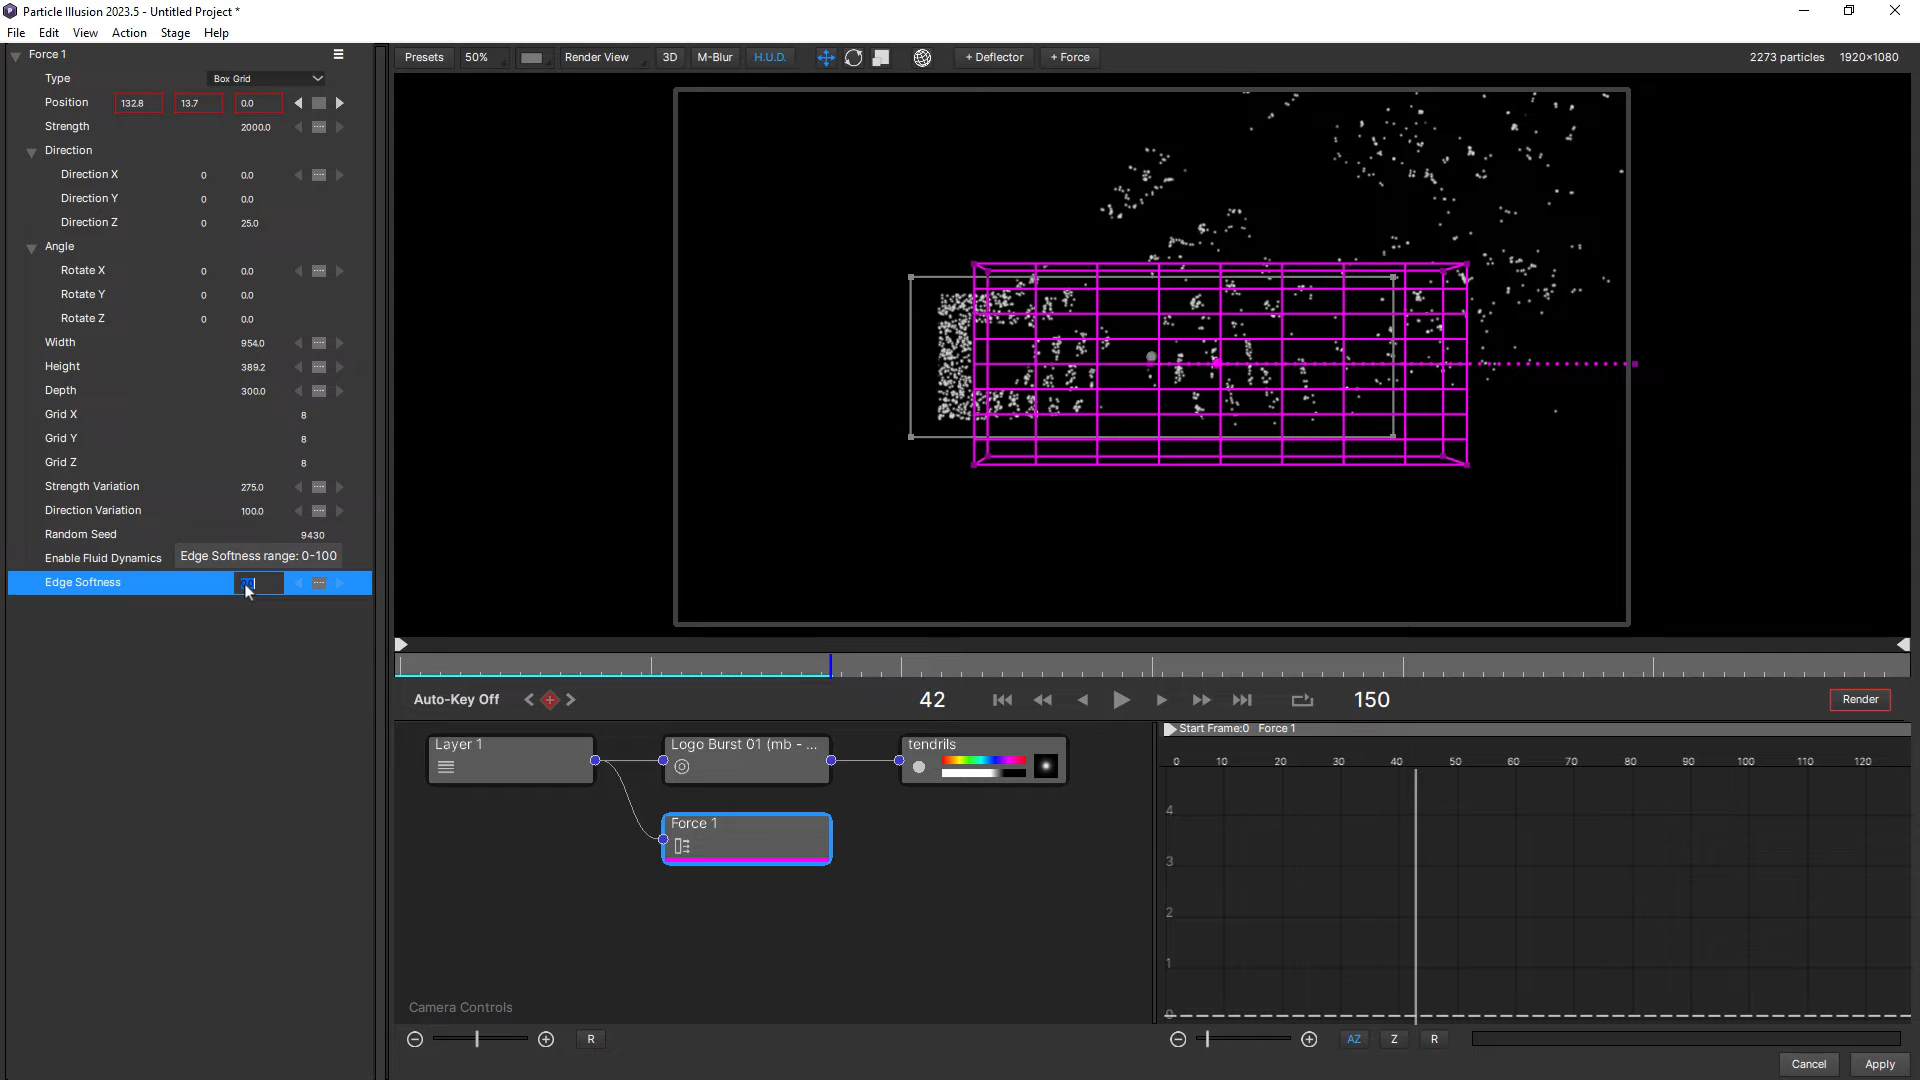 Particle Illusion 2023.5 - Untitled Project *
File Edit View Action Stage Help
Force 1
Type Box Grid
Position 132.8 13.7 0.0
Strength 2000.0
Direction
Direction X 0 0.0
Direction Y 0 0.0
Direction Z 0 25.0
Angle
Rotate X 0 0.0
Rotate Y 0 0.0
Rotate Z 0 0.0
Width 954.0
Height 389.2
Depth 300.0
Grid X 8
Grid Y 8
Grid Z 8
Strength Variation 275.0
Direction Variation 100.0
Random Seed 9430
Enable Fluid Dynamics
Edge Softness range: 0-100
Edge Softness
Presets 50% Render View 3D M-Blur H.U.D. + Deflector + Force 2273 particles 1920×1080
Auto-Key Off 42 150 Render
Layer 1
Logo Burst 01 (mb - ...
tendrils
Force 1
Camera Controls
R
Start Frame:0 Force 1
0 10 20 30 40 50 60 70 80 90 100 110 120
4
3
2
1
0
AZ Z R
Cancel Apply